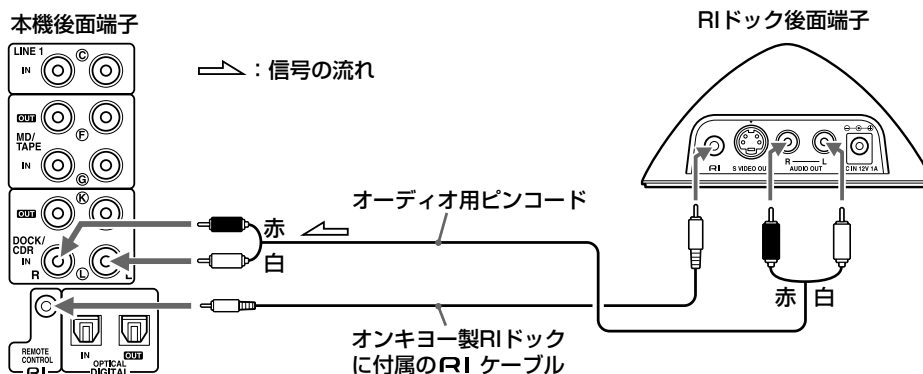 本機後面端子
RIドック後面端子
LINE 1
IN
C
：信号の流れ
OUT
MD/
TAPE
F
IN
G
OUT
K
DOCK/
CDR
IN
R
L
L
REMOTE
CONTROL
RI
IN
OUT
OPTICAL
DIGITAL
赤
白
オーディオ用ピンコード
オンキヨー製RIドック
に付属のRI ケーブル
RI
S VIDEO OUT
R
L
AUDIO OUT
DC IN 12V 1A
赤
白